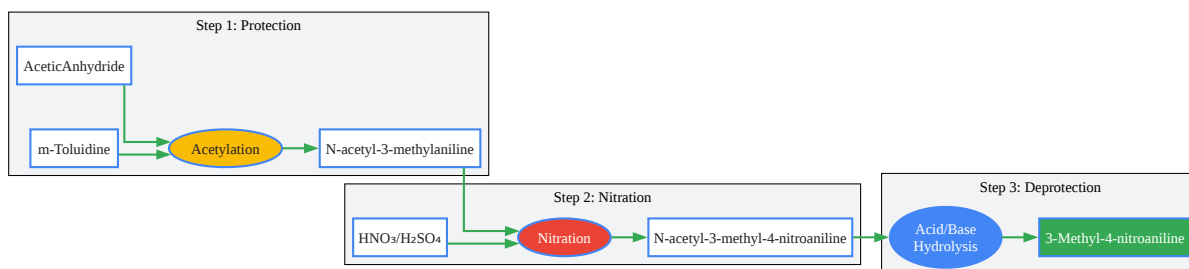 Step 1: Protection
AceticAnhydride
m-Toluidine
Acetylation
N-acetyl-3-methylaniline
Step 2: Nitration
HNO₃/H₂SO₄
Nitration
N-acetyl-3-methyl-4-nitroaniline
Step 3: Deprotection
Acid/Base
Hydrolysis
3-Methyl-4-nitroaniline